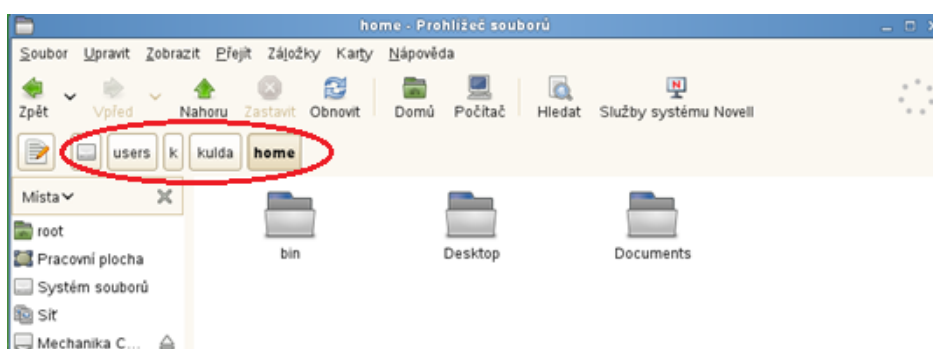 home - Prohlížeč souborů
Soubor Upravit Zobrazit Přejít Záložky Karty Nápověda
Zpět Vpřed Nahoru Zastavit Obnovit Domů Počítač Hledat Služby systému Novell
users k kulda home
Místa
root
Pracovní plocha
Systém souborů
Síť
Mechanika C...
bin Desktop Documents